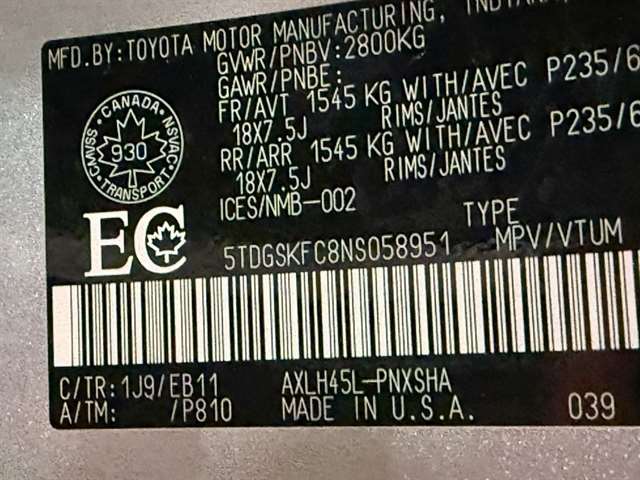 MFD.BY:TOYOTA MOTOR MANUFACTURING,
GVWR/PNBV:2800KG
GAWR/PNBE:
FR/AVT 1545 KG WITH/AVEC P235/6
18X7.5J RIMS/JANTES
RR/ARR 1545 KG WITH/AVEC P235/6
18X7.5J RIMS/JANTES
ICES/NMB-002
CANADA
CMVSS NSVAC
930
TRANSPORT
EC
TYPE
5TDGSKFC8NS058951 MPV/VTUM
C/TR:1J9/EB11 AXLH45L-PNXSHA
A/TM: /P810 MADE IN U.S.A. 039